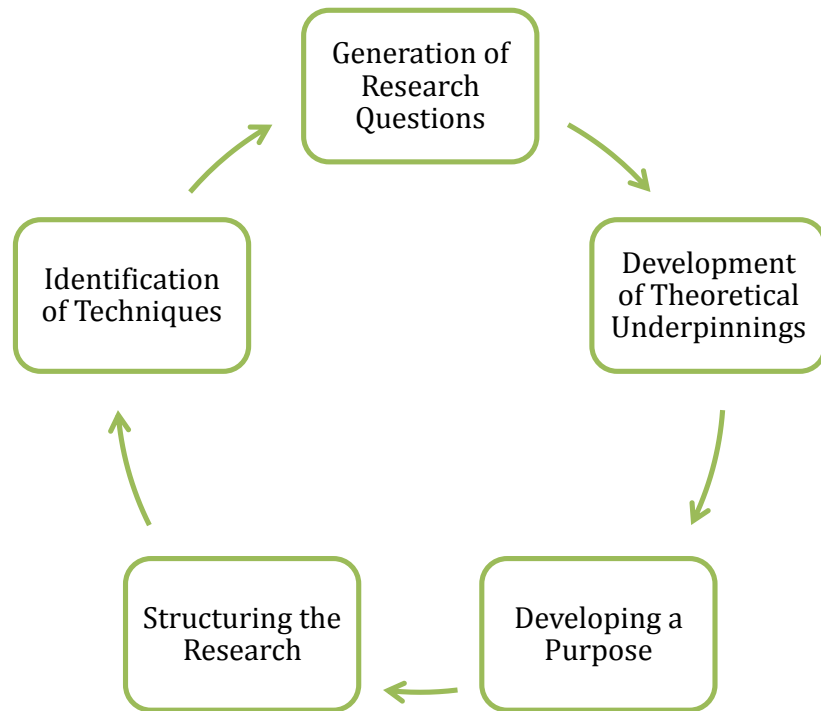 Generation of
Research
Questions
Development
of Theoretical
Underpinnings
Developing a
Purpose
Structuring the
Research
Identification
of Techniques